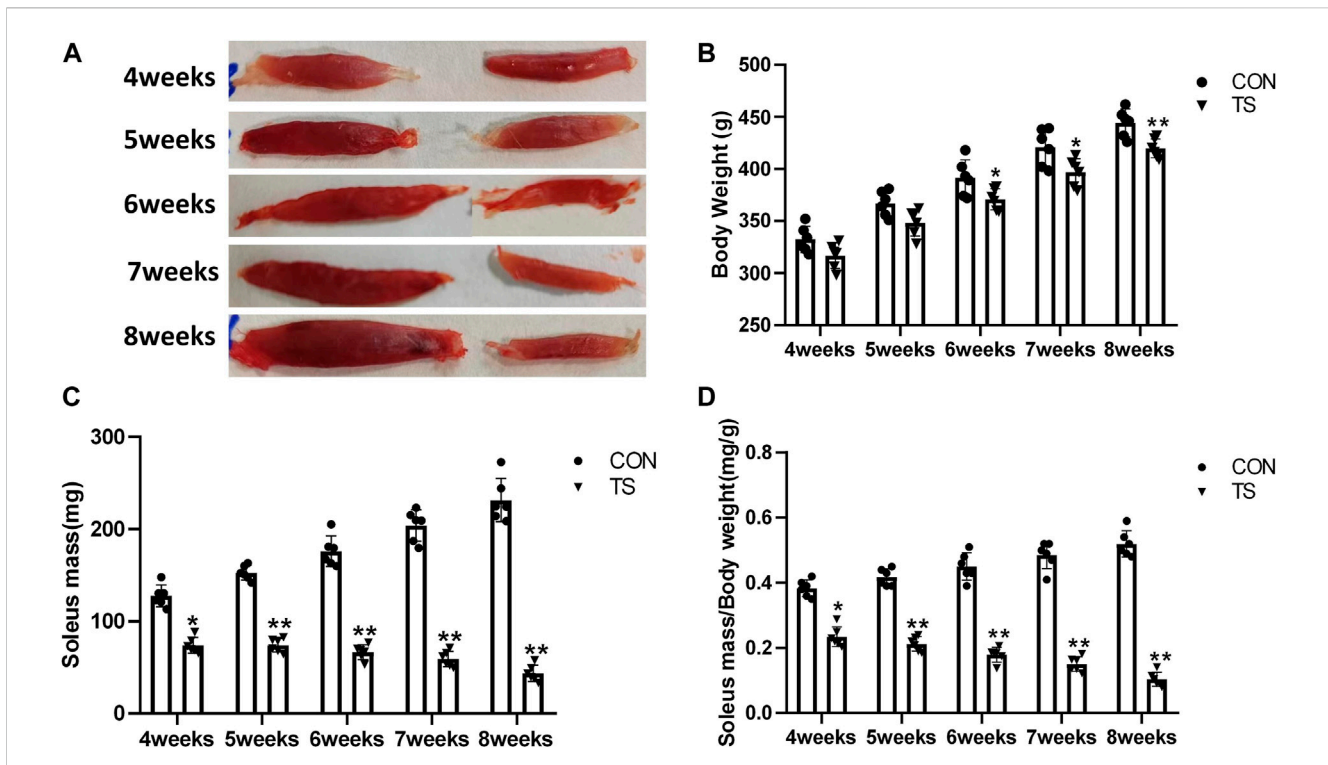 A
4weeks
5weeks
6weeks
7weeks
8weeks
B
Body Weight (g)
500
450
400
350
300
250
CON
TS
*
*
**
4weeks 5weeks 6weeks 7weeks 8weeks
C
Soleus mass(mg)
300
200
100
0
CON
TS
*
**
**
**
**
4weeks 5weeks 6weeks 7weeks 8weeks
D
Soleus mass/Body weight(mg/g)
0.8
0.6
0.4
0.2
0.0
CON
TS
*
**
**
**
**
4weeks 5weeks 6weeks 7weeks 8weeks